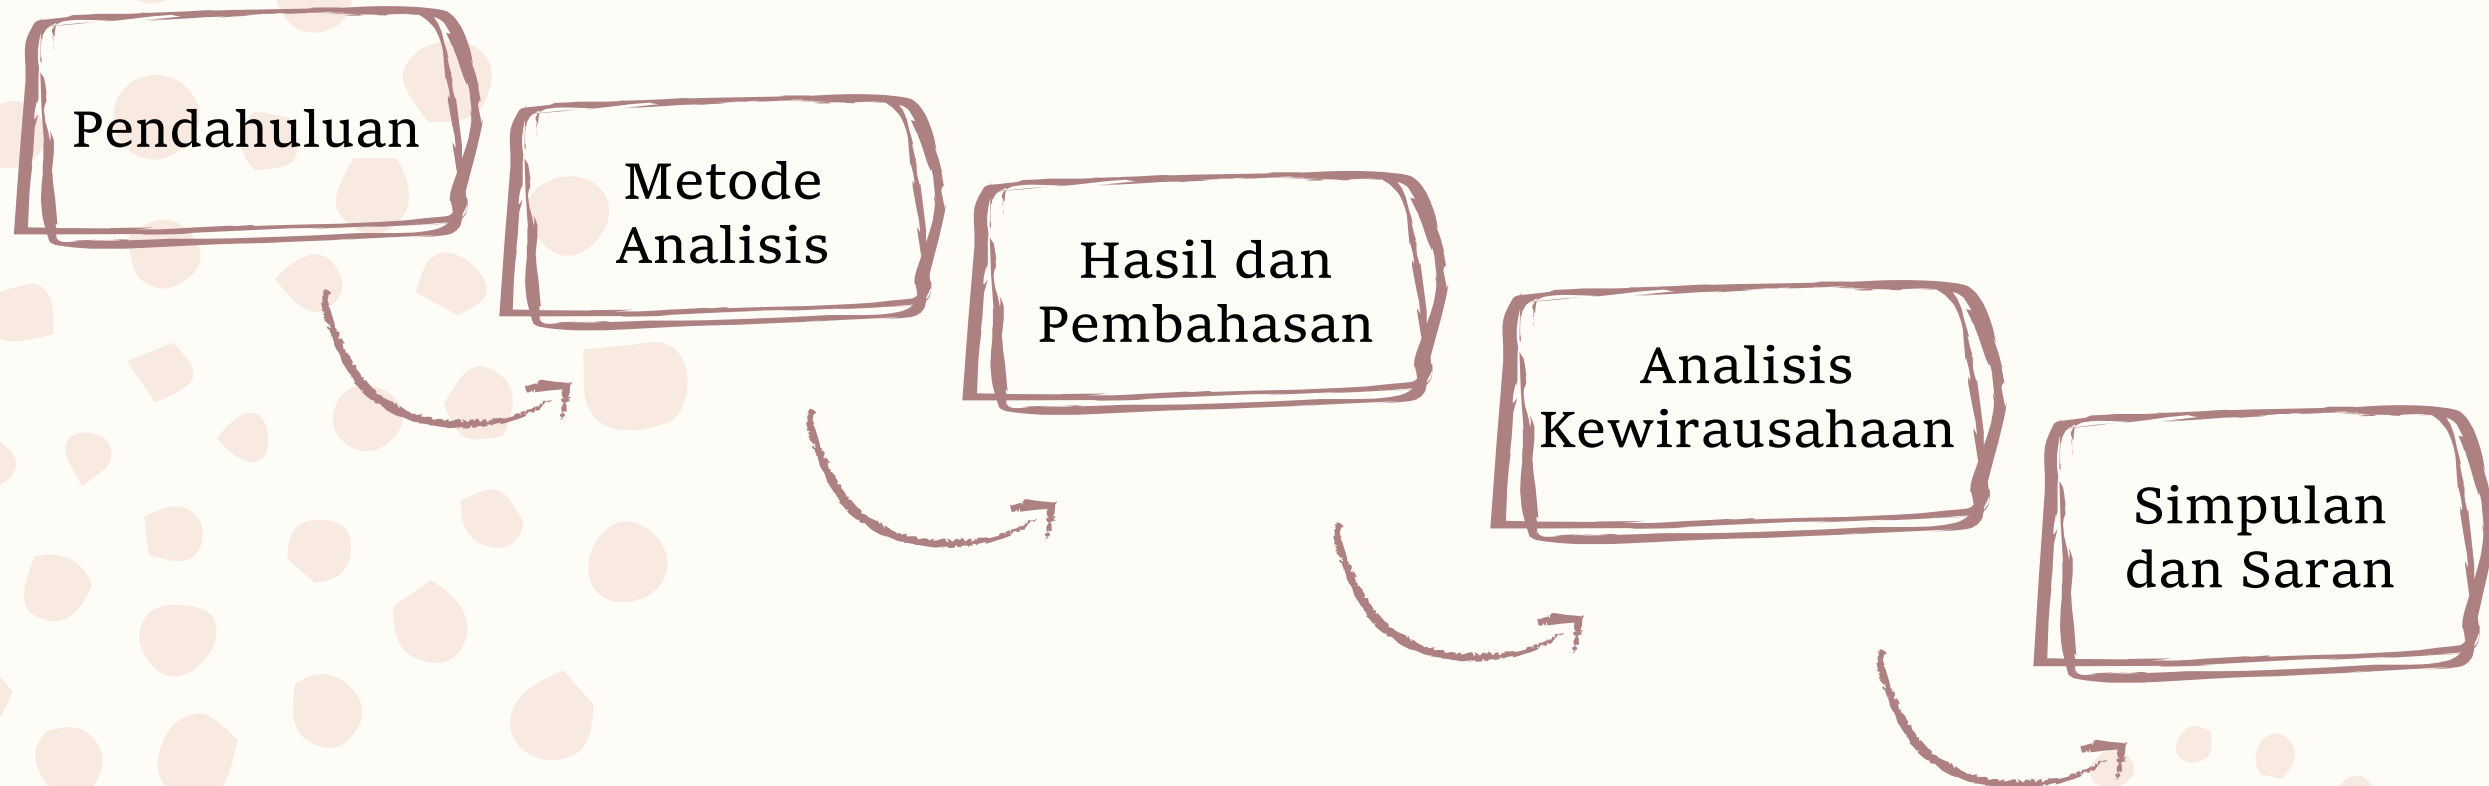 Pendahuluan
Metode
Analisis
Hasil dan
Pembahasan
Analisis
Kewirausahaan
Simpulan
dan Saran